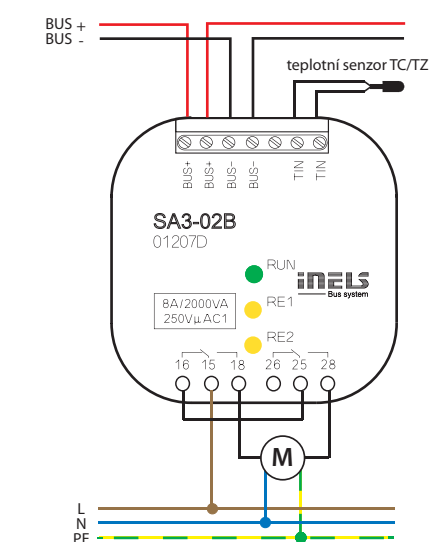 BUS +
BUS -
teplotní senzor TC/TZ
BUS+ BUS+ BUS- BUS- TIN TIN
SA3-02B
01207D
RUN
iNELS
Bus system
RE1
8A/2000VA
250Vµ AC1
RE2
16 15 18 26 25 28
M
L
N
PE